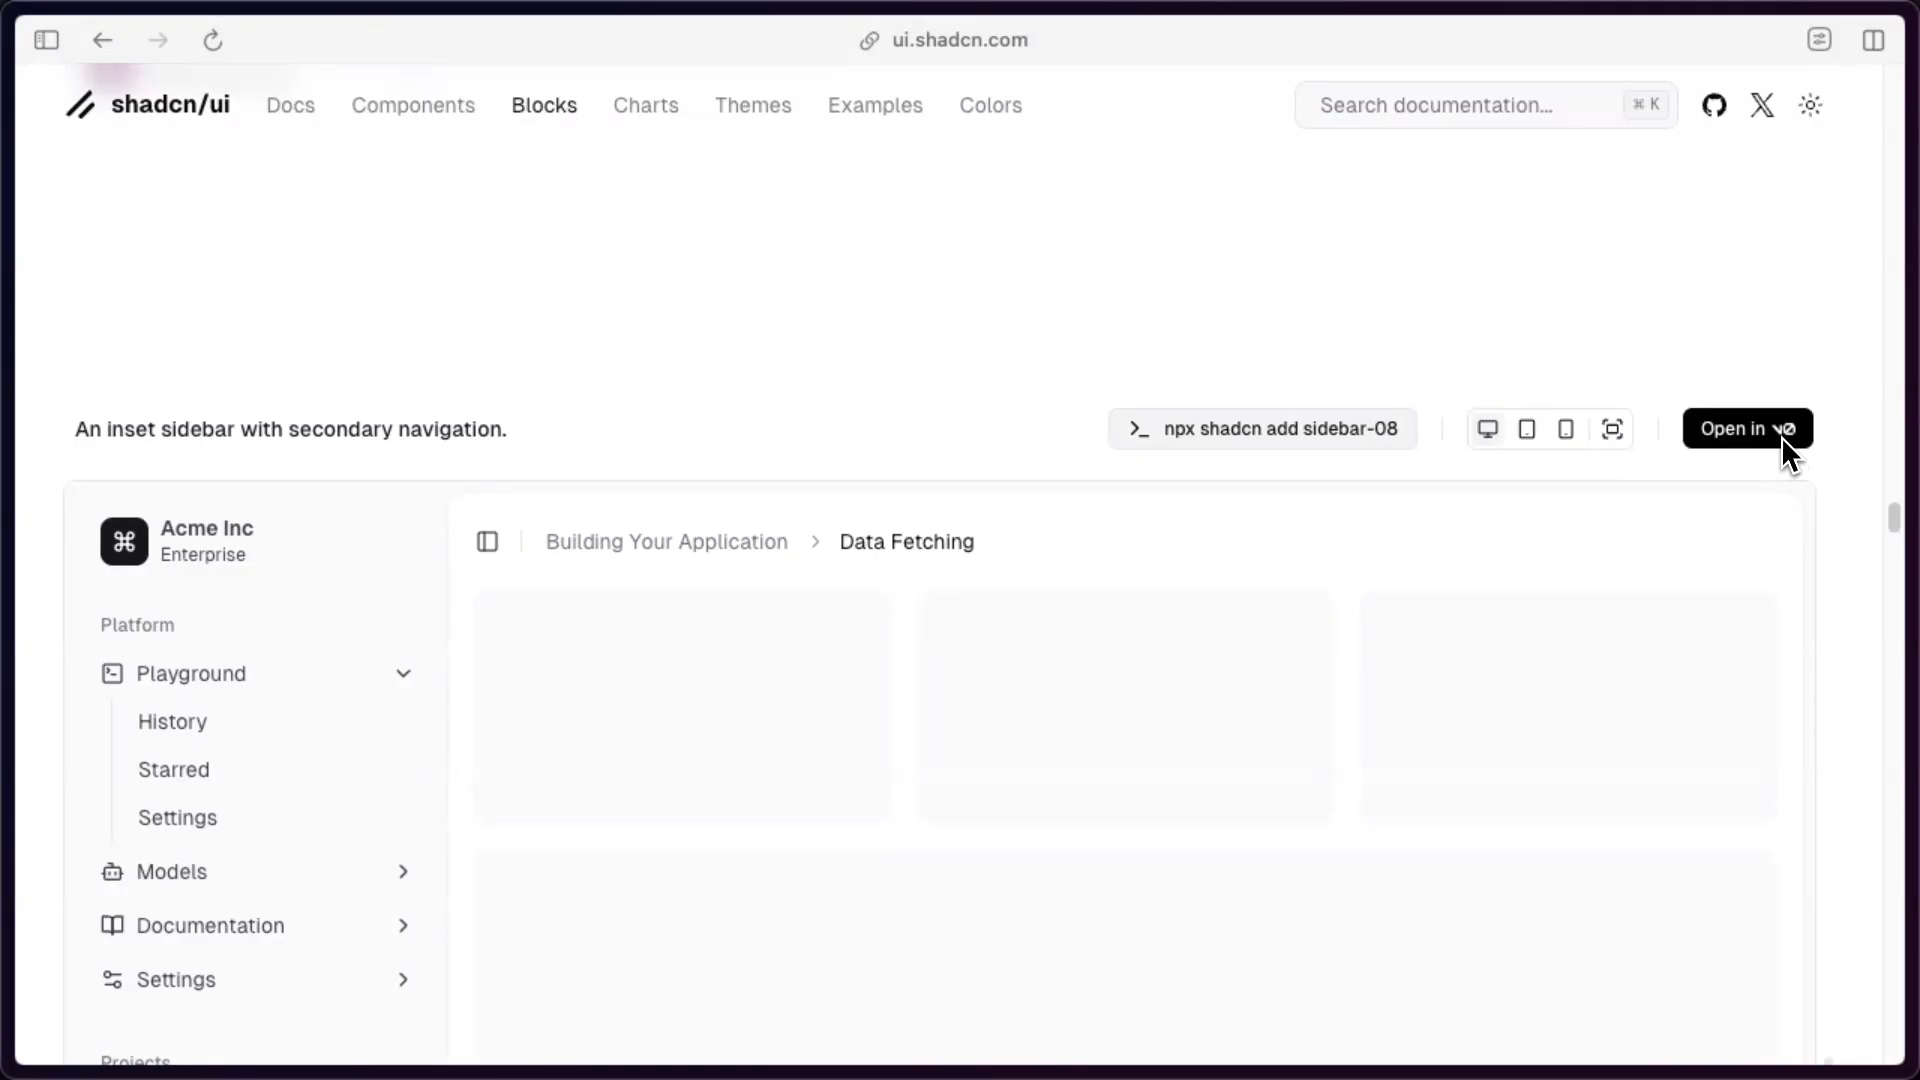 ui.shadcn.com
shadcn/ui Docs Components Blocks Charts Themes Examples Colors Search documentation... ⌘ K
An inset sidebar with secondary navigation. npx shadcn add sidebar-08 Open in v0
Acme Inc
Enterprise
Building Your Application > Data Fetching
Platform
Playground
History
Starred
Settings
Models
Documentation
Settings
Projects